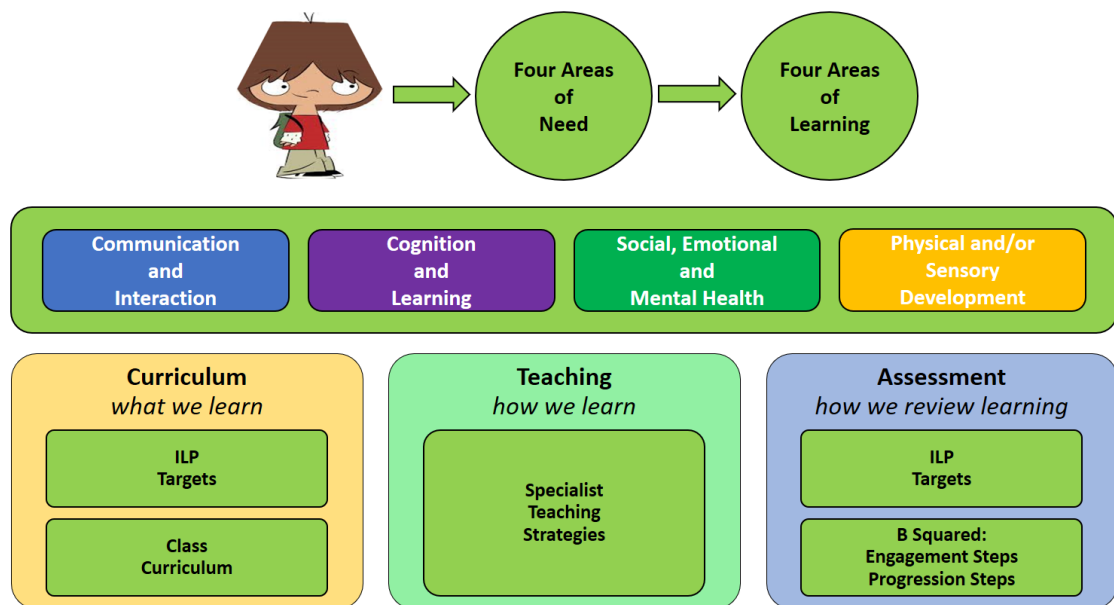 Four Areas
of
Need
Four Areas
of
Learning
Communication
and
Interaction
Cognition
and
Learning
Social, Emotional
and
Mental Health
Physical and/or
Sensory
Development
Curriculum
what we learn
ILP
Targets
Class
Curriculum
Teaching
how we learn
Specialist
Teaching
Strategies
Assessment
how we review learning
ILP
Targets
B Squared:
Engagement Steps
Progression Steps